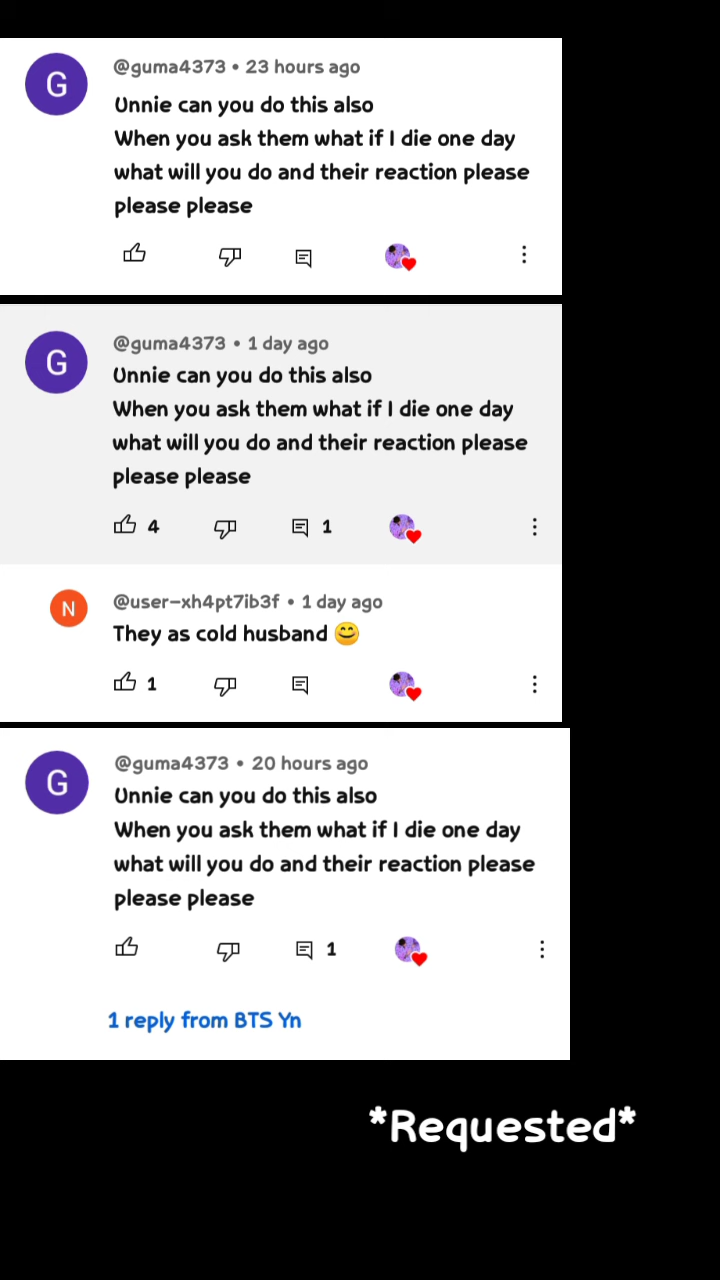 G
@guma4373 • 23 hours ago
Unnie can you do this also
When you ask them what if I die one day
what will you do and their reaction please
please please
G
@guma4373 • 1 day ago
Unnie can you do this also
When you ask them what if I die one day
what will you do and their reaction please
please please
4
1
N
@user-xh4pt7ib3f • 1 day ago
They as cold husband 😊
1
G
@guma4373 • 20 hours ago
Unnie can you do this also
When you ask them what if I die one day
what will you do and their reaction please
please please
1
1 reply from BTS Yn
*Requested*